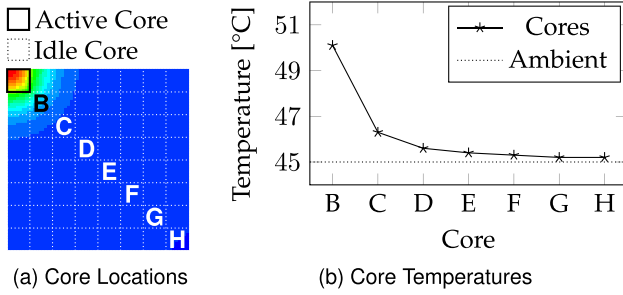 Active Core
Idle Core
B
C
D
E
F
G
H
(a) Core Locations
Temperature [°C]
51
49
47
45
Cores
Ambient
B C D E F G H
Core
(b) Core Temperatures